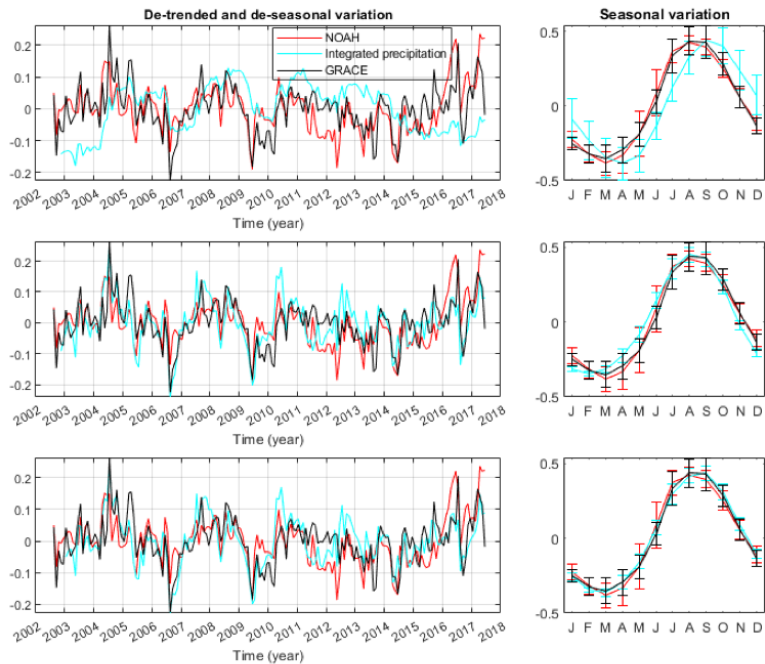 De-trended and de-seasonal variation
Seasonal variation
NOAH
Integrated precipitation
GRACE
0.2
0.1
0
-0.1
-0.2
2002 2003 2004 2005 2006 2007 2008 2009 2010 2011 2012 2013 2014 2015 2016 2017 2018
Time (year)
0.5
0
-0.5
J F M A M J J A S O N D
0.2
0.1
0
-0.1
-0.2
2002 2003 2004 2005 2006 2007 2008 2009 2010 2011 2012 2013 2014 2015 2016 2017 2018
Time (year)
0.5
0
-0.5
J F M A M J J A S O N D
0.2
0.1
0
-0.1
-0.2
2002 2003 2004 2005 2006 2007 2008 2009 2010 2011 2012 2013 2014 2015 2016 2017 2018
Time (year)
0.5
0
-0.5
J F M A M J J A S O N D